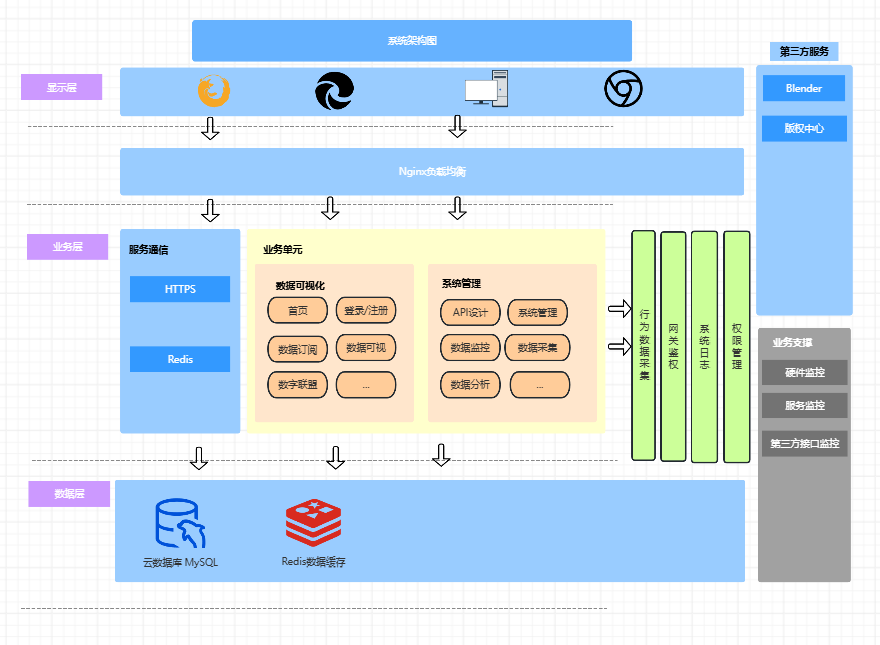 系统架构图
第三方服务
显示层
Blender
版权中心
Nginx负载均衡
业务层
服务通信
HTTPS
Redis
业务单元
数据可视化
首页
登录/注册
数据订阅
数据可视
数字联盟
...
系统管理
API设计
系统管理
数据监控
数据采集
数据分析
...
行为数据采集
网关鉴权
系统日志
权限管理
业务支撑
硬件监控
服务监控
第三方接口监控
数据层
云数据库 MySQL
Redis数据缓存